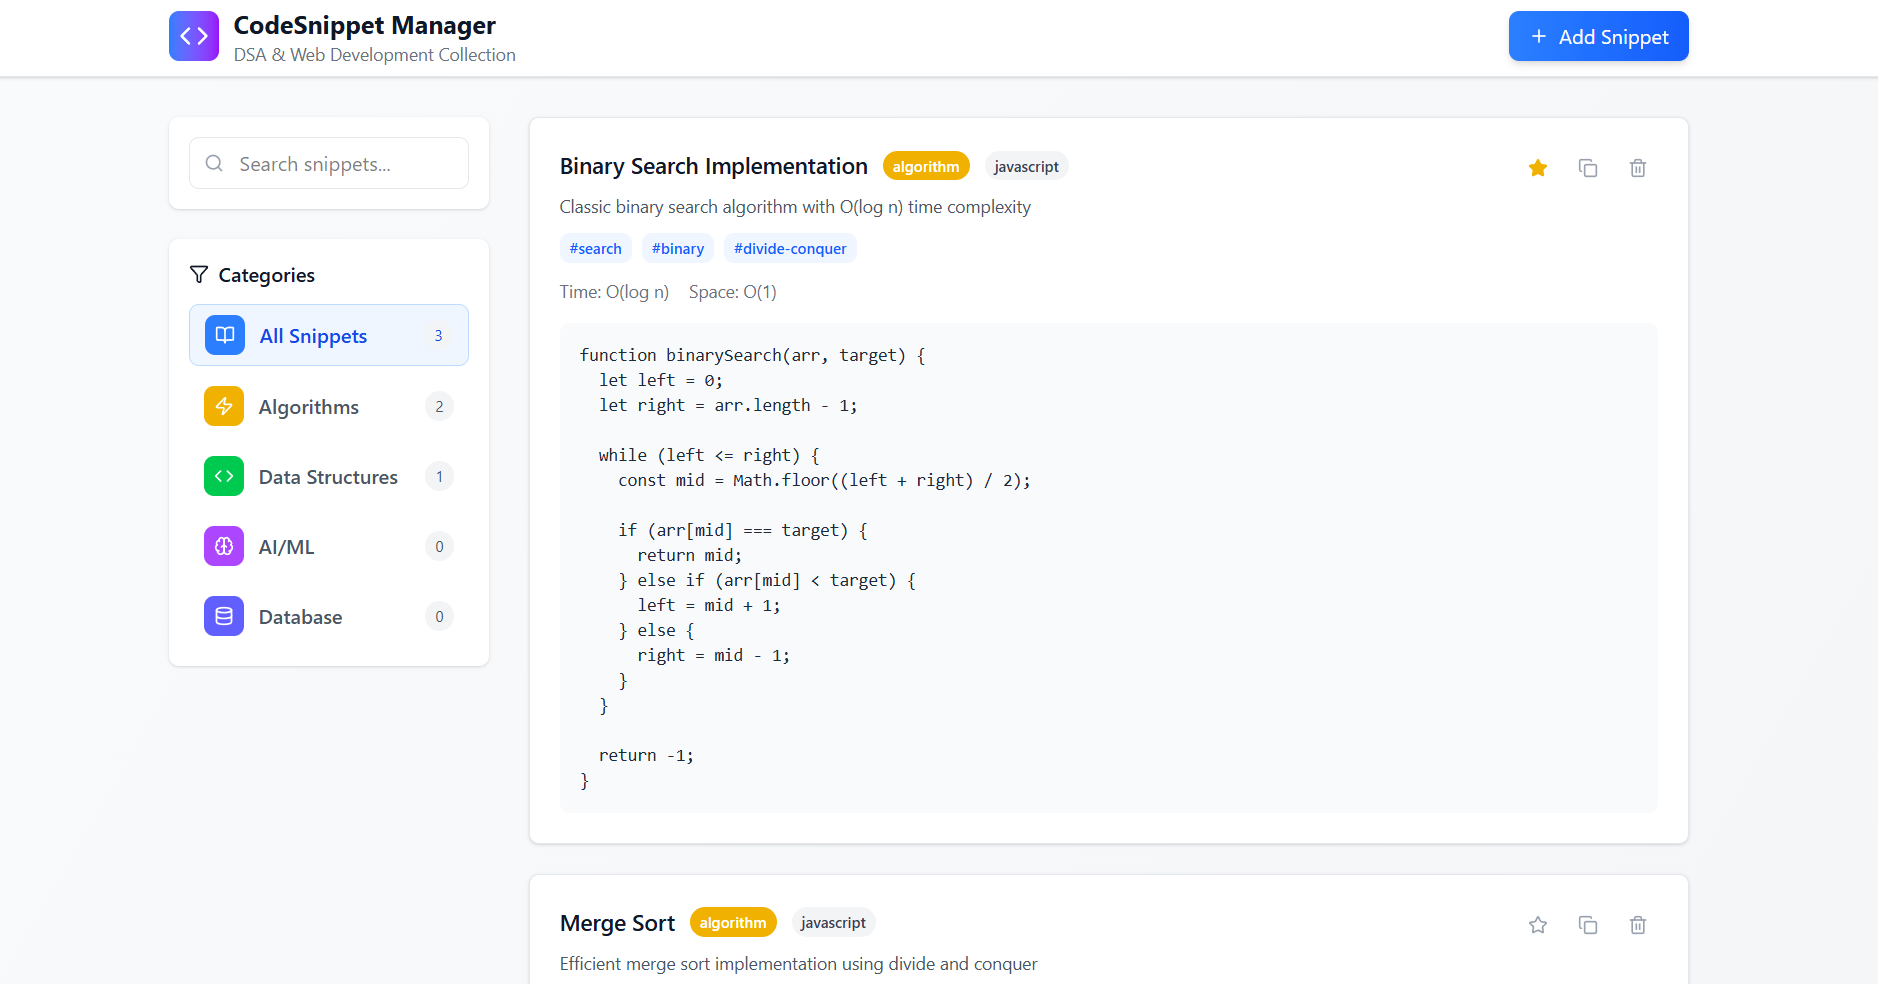 CodeSnippet Manager
DSA & Web Development Collection
+ Add Snippet
Search snippets...
Categories
All Snippets 3
Algorithms 2
Data Structures 1
AI/ML 0
Database 0
Binary Search Implementation algorithm javascript
Classic binary search algorithm with O(log n) time complexity
#search #binary #divide-conquer
Time: O(log n) Space: O(1)
function binarySearch(arr, target) {
  let left = 0;
  let right = arr.length - 1;

  while (left <= right) {
    const mid = Math.floor((left + right) / 2);

    if (arr[mid] === target) {
      return mid;
    } else if (arr[mid] < target) {
      left = mid + 1;
    } else {
      right = mid - 1;
    }
  }

  return -1;
}
Merge Sort algorithm javascript
Efficient merge sort implementation using divide and conquer